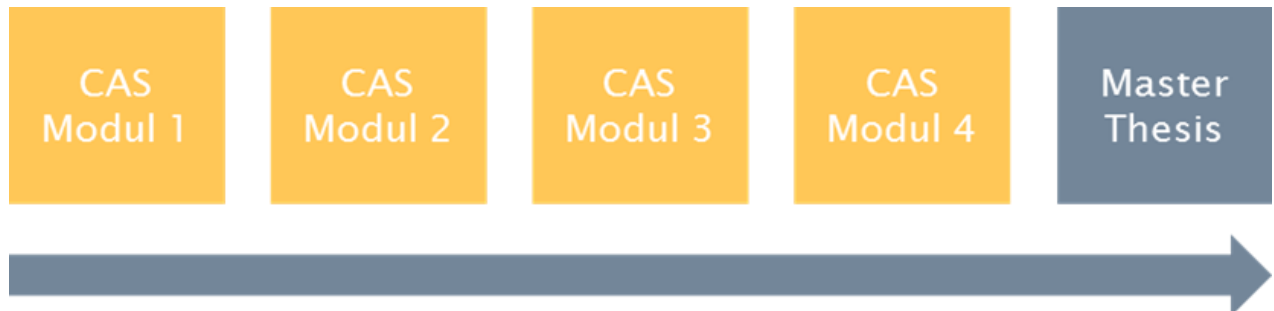 CAS
Modul 1
CAS
Modul 2
CAS
Modul 3
CAS
Modul 4
Master
Thesis